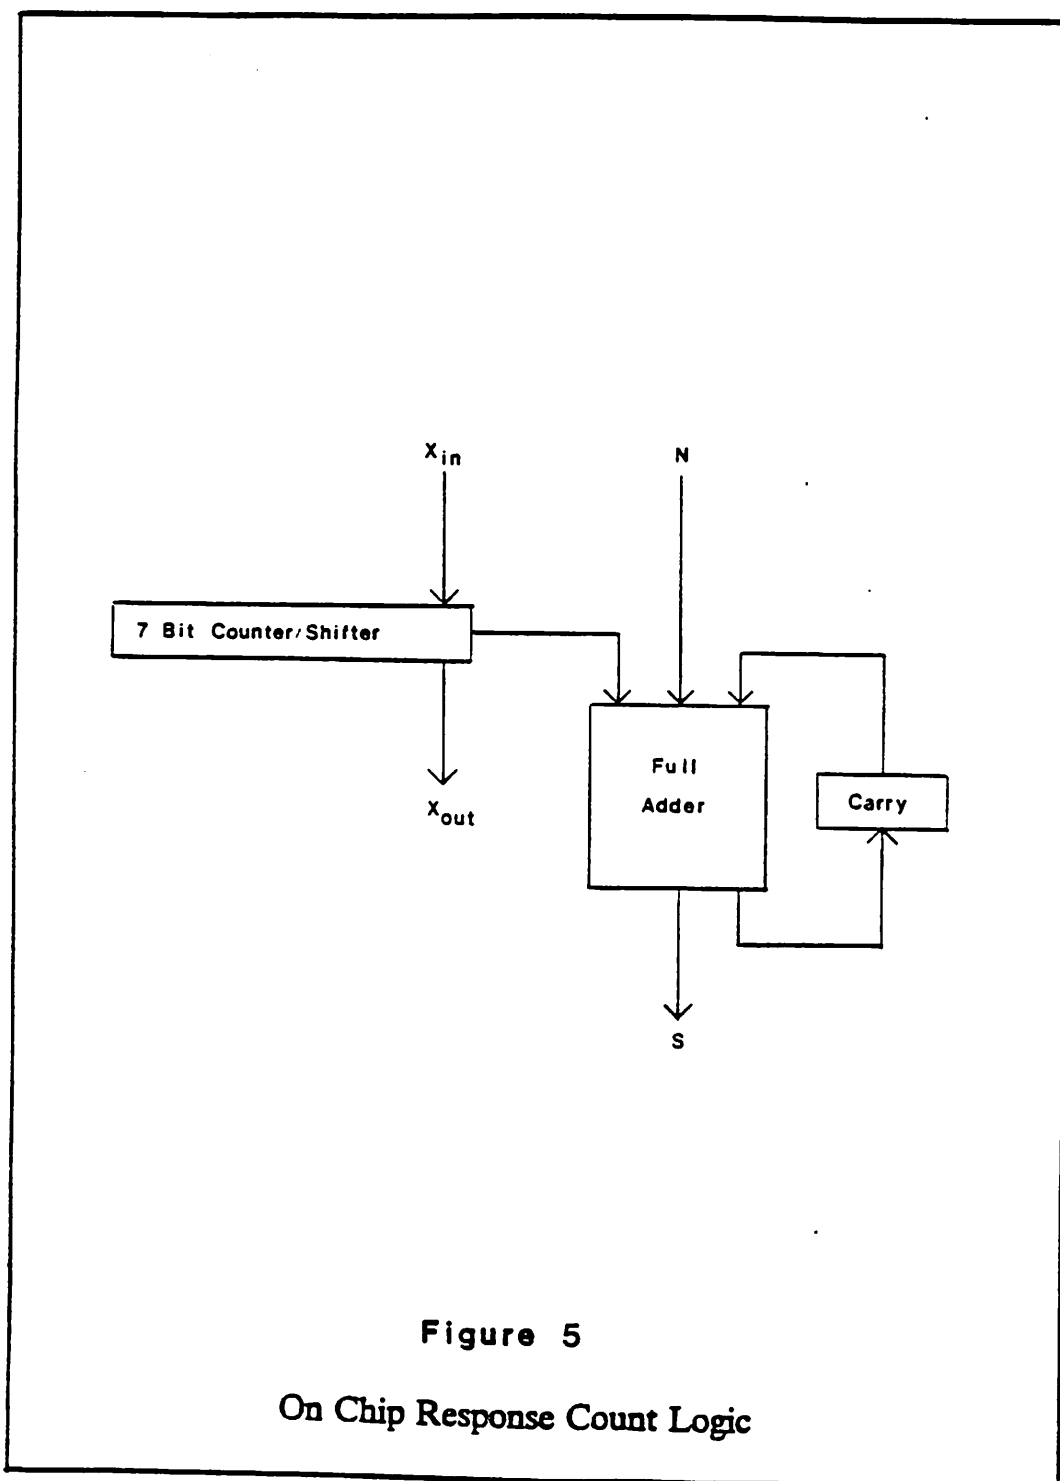 X_in
N
7 Bit Counter/Shifter
Full
Adder
Carry
X_out
S
Figure 5
On Chip Response Count Logic